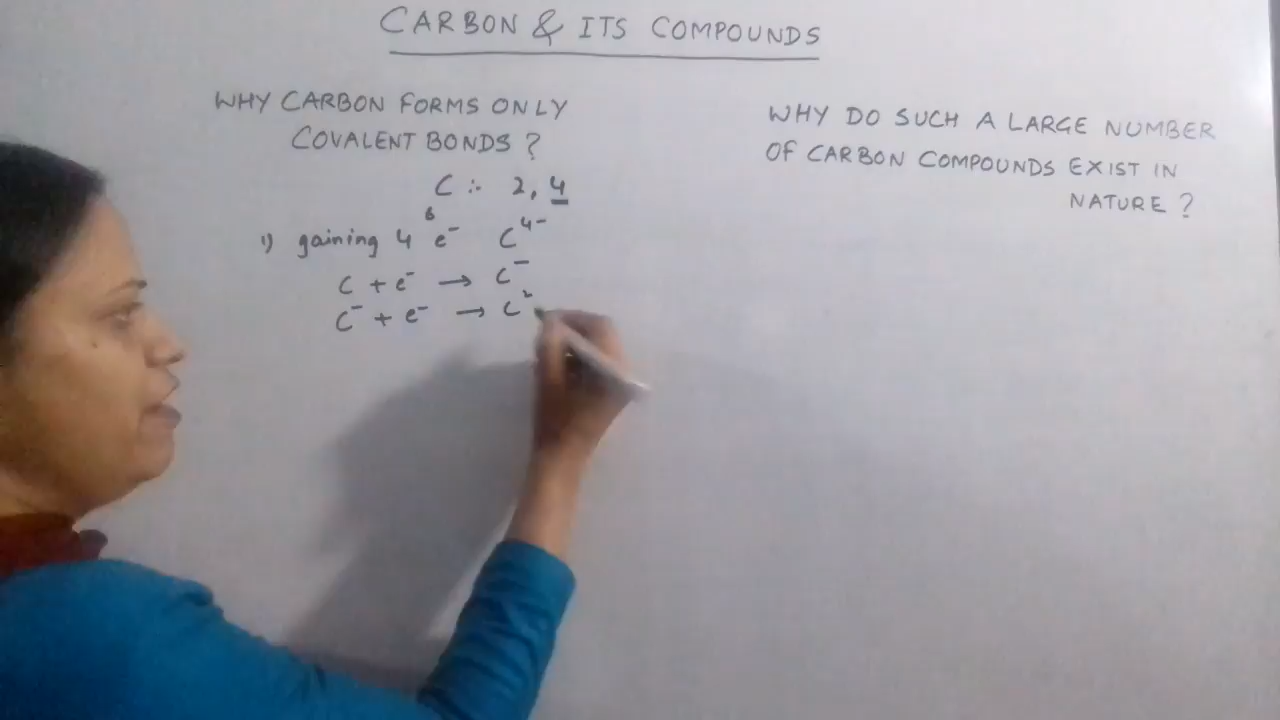 CARBON & ITS COMPOUNDS
WHY CARBON FORMS ONLY
COVALENT BONDS ?
C :- 2, 4
6
1) gaining 4 e⁻ C⁴⁻
C + e⁻ → C⁻
C⁻ + e⁻ → C²
WHY DO SUCH A LARGE NUMBER
OF CARBON COMPOUNDS EXIST IN
NATURE ?